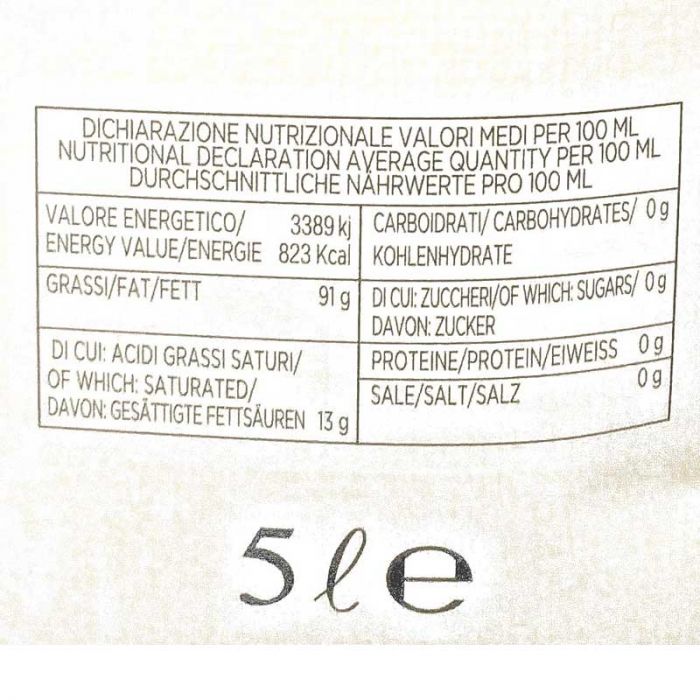 DICHIARAZIONE NUTRIZIONALE VALORI MEDI PER 100 ML
NUTRITIONAL DECLARATION AVERAGE QUANTITY PER 100 ML
DURCHSCHNITTLICHE NÄHRWERTE PRO 100 ML
VALORE ENERGETICO/ 3389 kj
ENERGY VALUE/ENERGIE 823 Kcal
GRASSI/FAT/FETT 91 g
DI CUI: ACIDI GRASSI SATURI/
OF WHICH: SATURATED/
DAVON: GESÄTTIGTE FETTSÄUREN 13 g
CARBOIDRATI/ CARBOHYDRATES/ 0 g
KOHLENHYDRATE
DI CUI: ZUCCHERI/OF WHICH: SUGARS/ 0 g
DAVON: ZUCKER
PROTEINE/PROTEIN/EIWEISS 0 g
SALE/SALT/SALZ 0 g
5 ℓ e